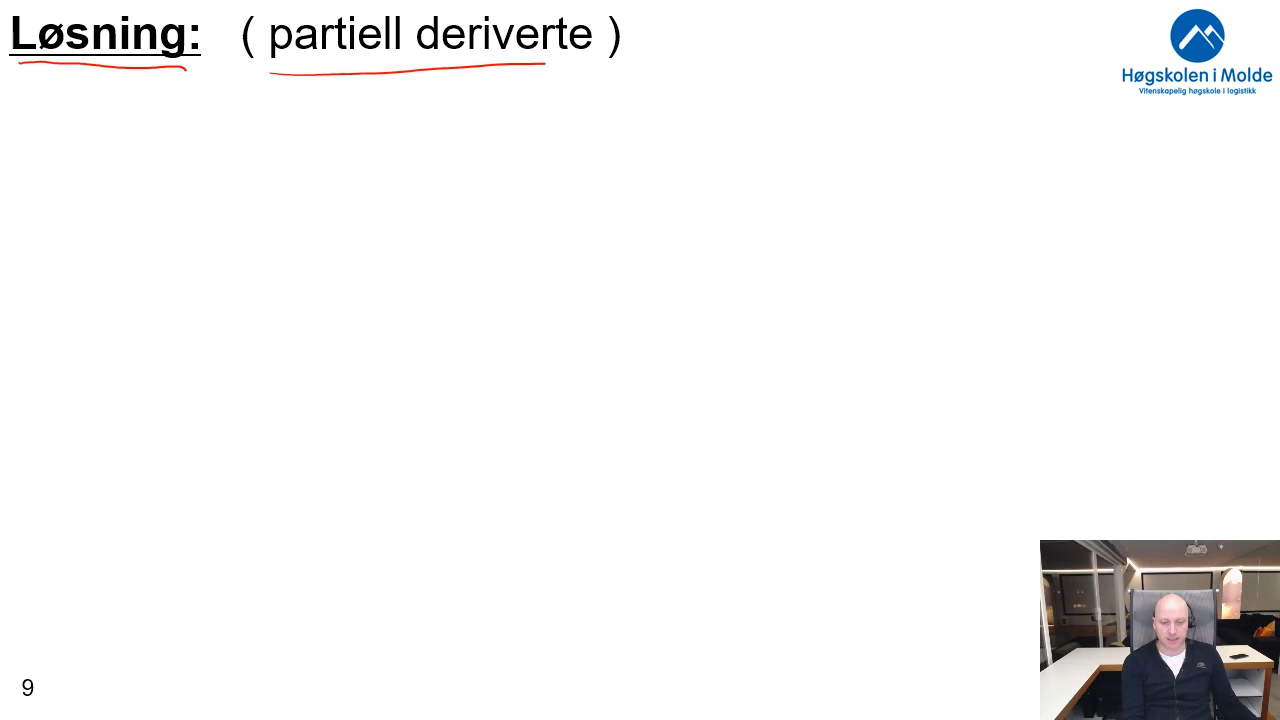 Løsning: ( partiell deriverte )
Høgskolen i Molde
Vitenskapelig høgskole i logistikk
9